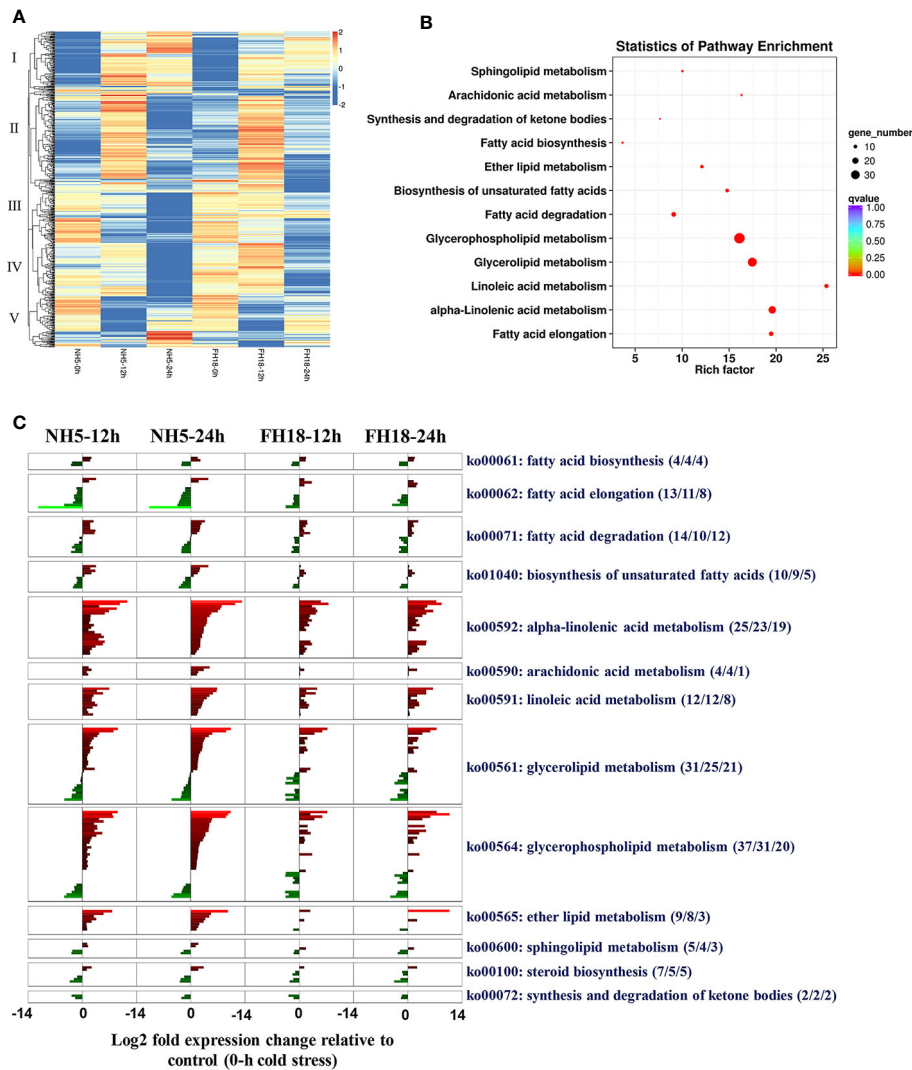 A
I
II
III
IV
V
2
1
0
-1
-2
NH5-0h
NH5-12h
NH5-24h
FH18-0h
FH18-12h
FH18-24h
B
Statistics of Pathway Enrichment
Sphingolipid metabolism
Arachidonic acid metabolism
Synthesis and degradation of ketone bodies
Fatty acid biosynthesis
Ether lipid metabolism
Biosynthesis of unsaturated fatty acids
Fatty acid degradation
Glycerophospholipid metabolism
Glycerolipid metabolism
Linoleic acid metabolism
alpha-Linolenic acid metabolism
Fatty acid elongation
5 10 15 20 25
Rich factor
gene_number
10
20
30
qvalue
1.00
0.75
0.50
0.25
0.00
C
NH5-12h NH5-24h FH18-12h FH18-24h
ko00061: fatty acid biosynthesis (4/4/4)
ko00062: fatty acid elongation (13/11/8)
ko00071: fatty acid degradation (14/10/12)
ko01040: biosynthesis of unsaturated fatty acids (10/9/5)
ko00592: alpha-linolenic acid metabolism (25/23/19)
ko00590: arachidonic acid metabolism (4/4/1)
ko00591: linoleic acid metabolism (12/12/8)
ko00561: glycerolipid metabolism (31/25/21)
ko00564: glycerophospholipid metabolism (37/31/20)
ko00565: ether lipid metabolism (9/8/3)
ko00600: sphingolipid metabolism (5/4/3)
ko00100: steroid biosynthesis (7/5/5)
ko00072: synthesis and degradation of ketone bodies (2/2/2)
-14 0 -14 0 -14 0 -14 0 14
Log2 fold expression change relative to
control (0-h cold stress)